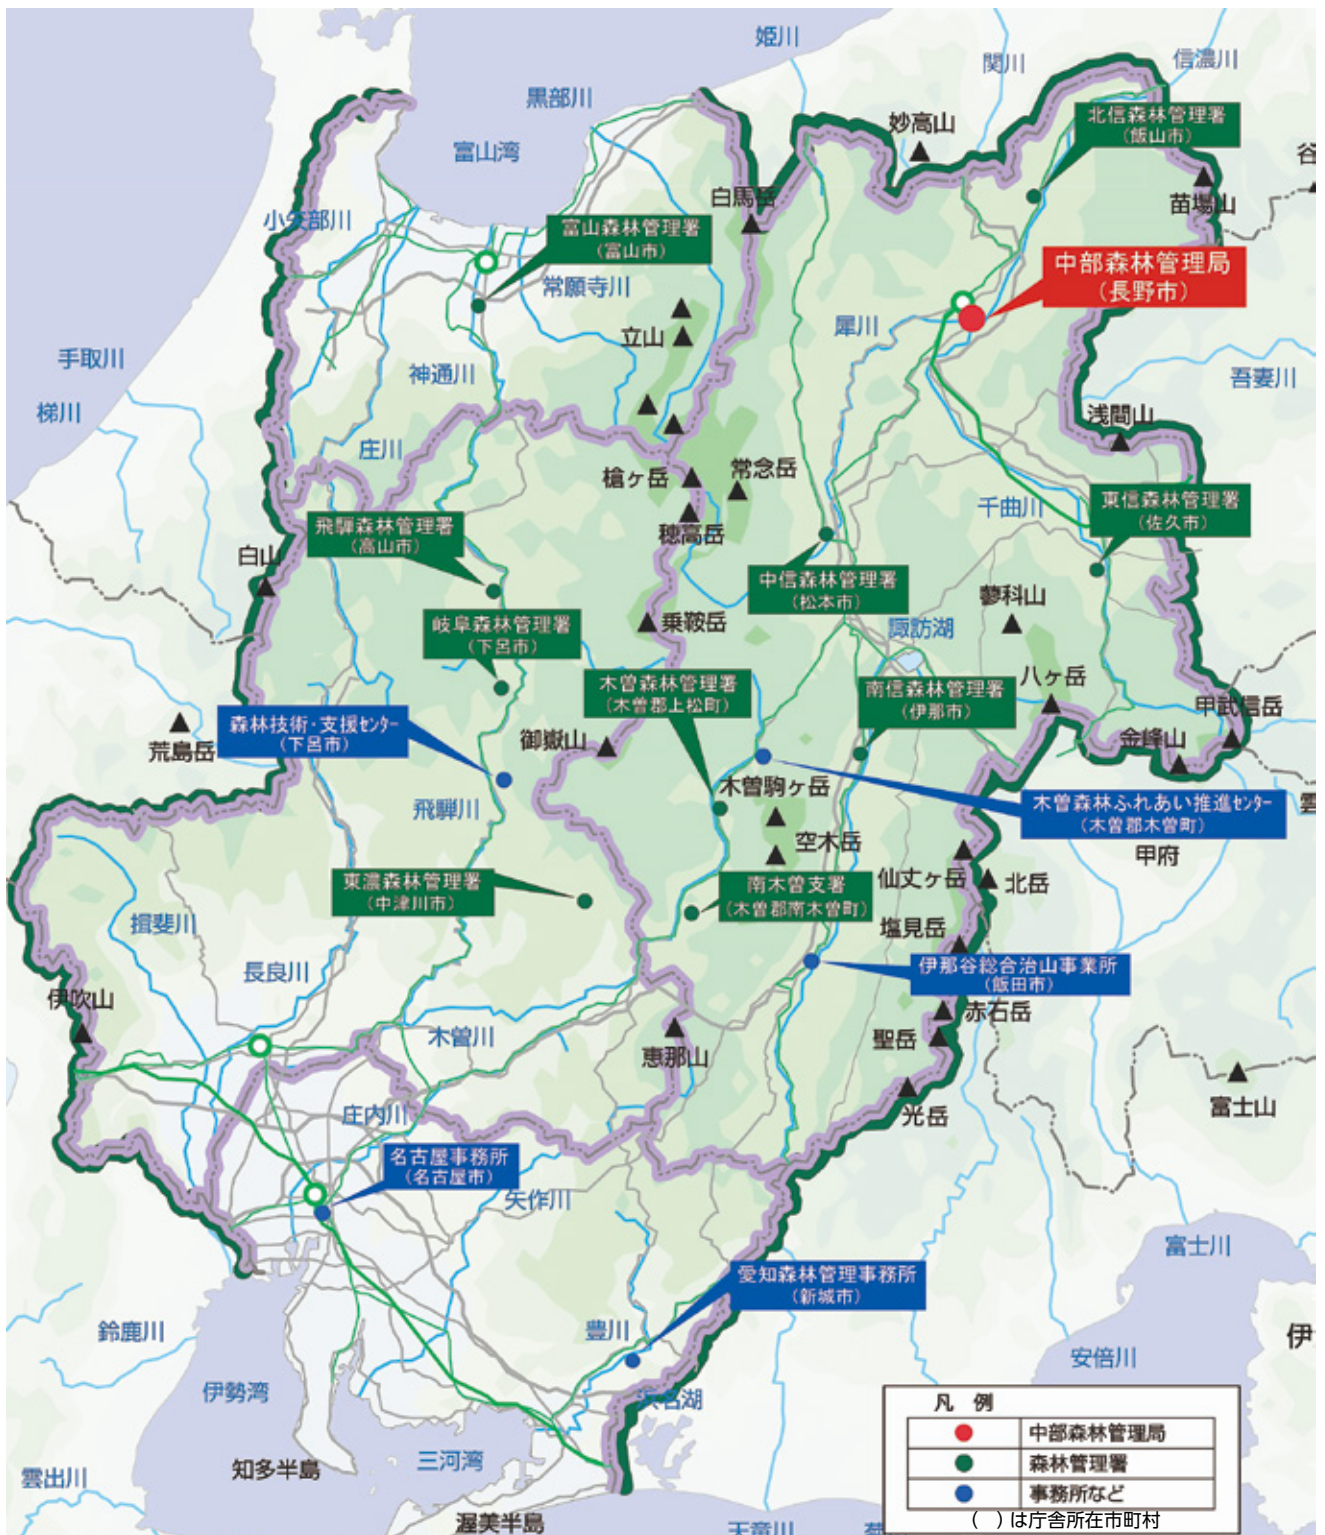 姫川
関川
信濃川
黒部川
北信森林管理署
(飯山市)
妙高山
富山湾
谷
白馬岳
苗場山
小矢部川
富山森林管理署
(富山市)
中部森林管理局
(長野市)
常願寺川
犀川
立山
手取川
神通川
吾妻川
梯川
浅間山
庄川
常念岳
槍ヶ岳
東信森林管理署
(佐久市)
千曲川
飛騨森林管理署
(高山市)
穂高岳
白山
中信森林管理署
(松本市)
蓼科山
岐阜森林管理署
(下呂市)
乗鞍岳
諏訪湖
木曽森林管理署
(木曽郡上松町)
南信森林管理署
(伊那市)
八ヶ岳
甲武信岳
森林技術・支援センター
(下呂市)
御嶽山
金峰山
荒島岳
木曽駒ヶ岳
木曽森林ふれあい推進センター
(木曽郡木曽町)
雲
飛騨川
空木岳
甲府
東濃森林管理署
(中津川市)
南木曽支署
(木曽郡南木曽町)
仙丈ヶ岳
北岳
揖斐川
塩見岳
長良川
伊那谷総合治山事業所
(飯田市)
伊吹山
赤石岳
木曽川
恵那山
聖岳
庄内川
光岳
富士山
名古屋事務所
(名古屋市)
矢作川
富士川
愛知森林管理事務所
(新城市)
鈴鹿川
豊川
伊
安倍川
伊勢湾
浜名湖
凡 例
中部森林管理局
三河湾
知多半島
森林管理署
雲出川
事務所など
( )は庁舎所在市町村
渥美半島
天竜川